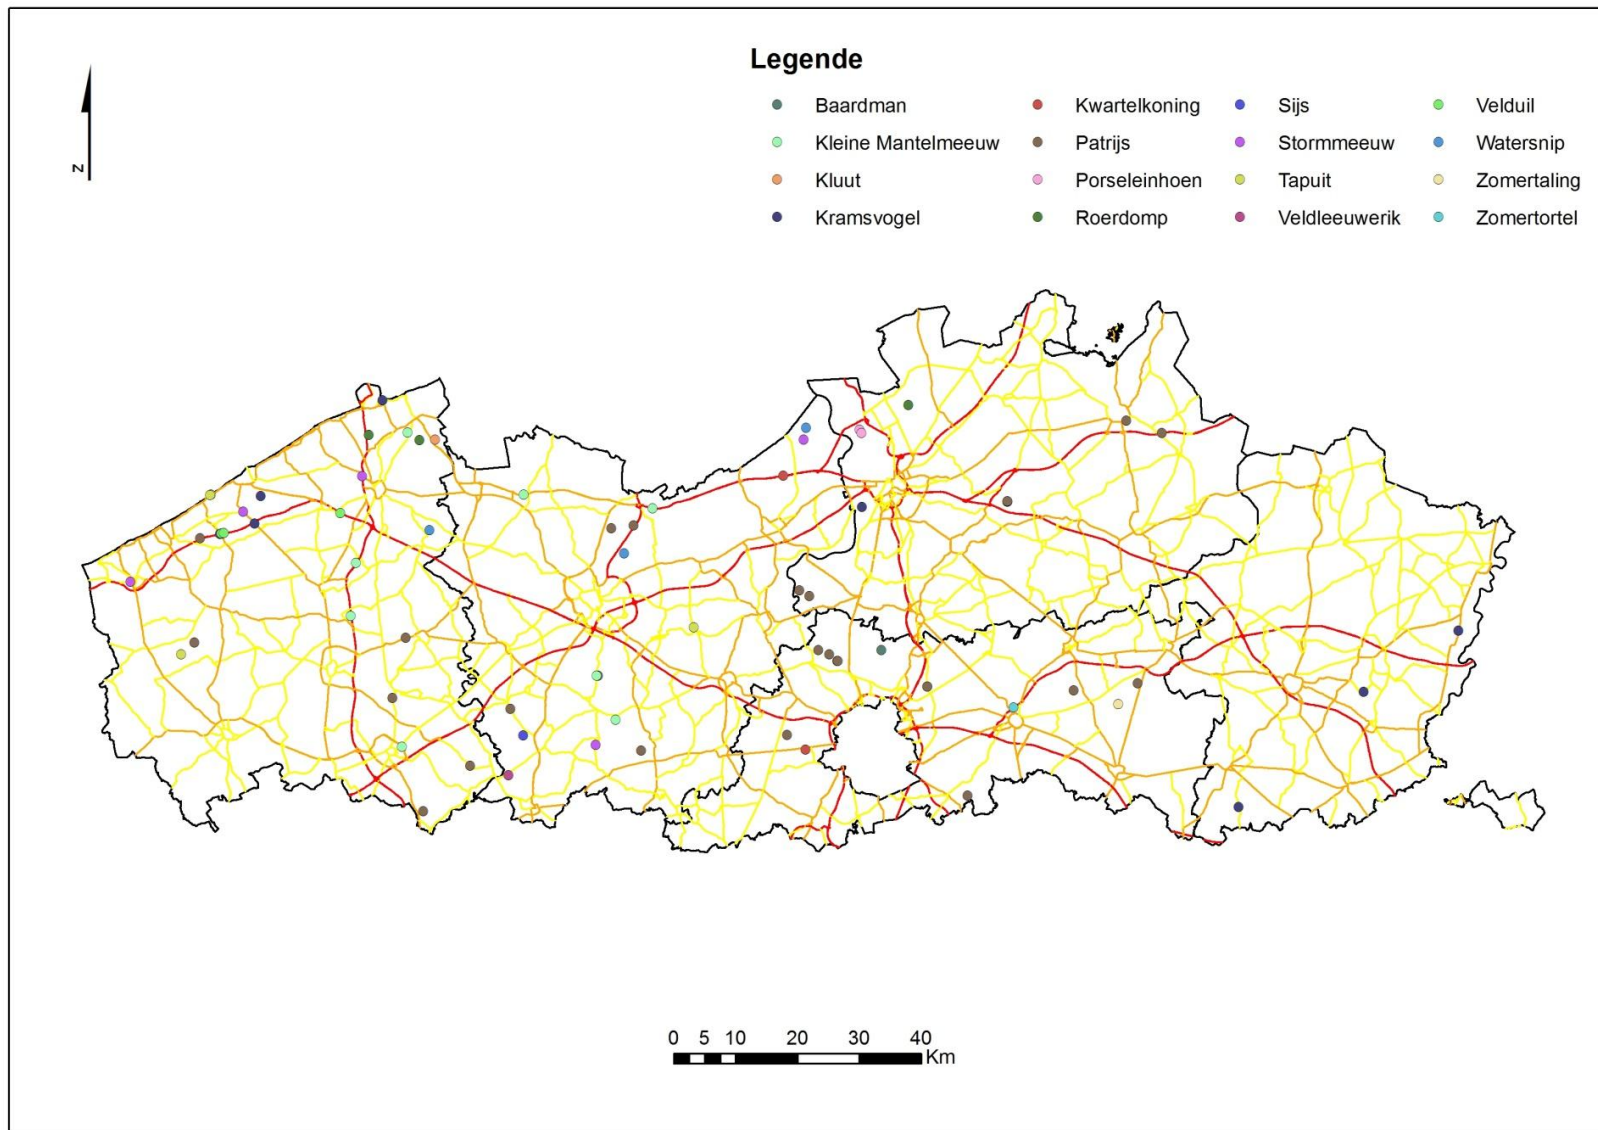 Legende
Baardman Kwartelkoning Sijs Velduil
Kleine Mantelmeeuw Patrijs Stormmeeuw Watersnip
Kluut Porseleinhoen Tapuit Zomertaling
Kramsvogel Roerdomp Veldleeuwerik Zomertortel
N
0 5 10 20 30 40
Km